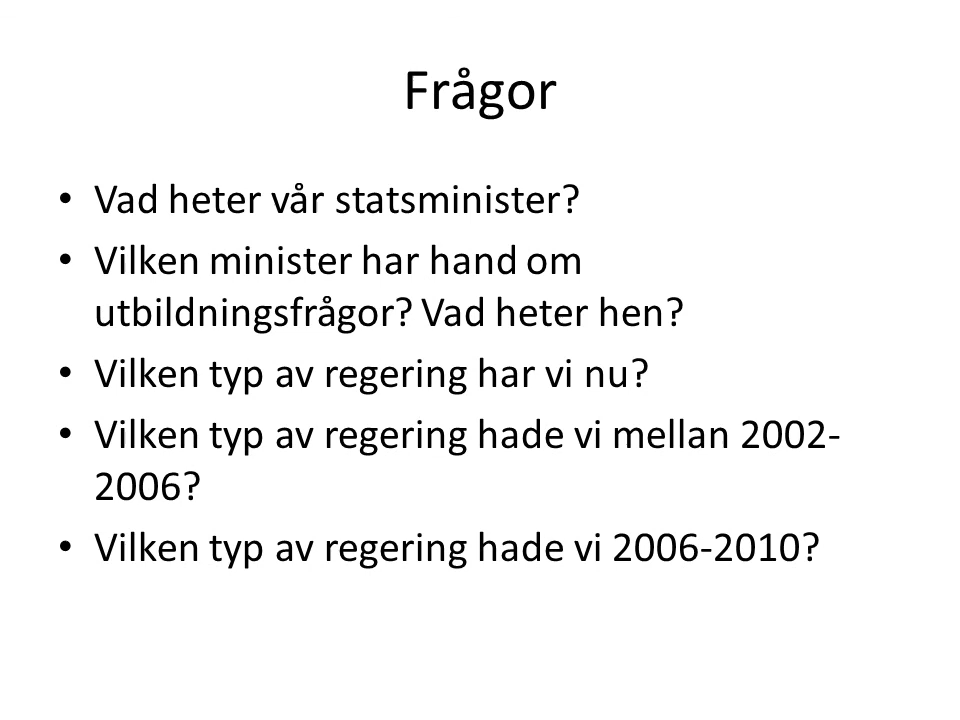 Frågor
• Vad heter vår statsminister?
• Vilken minister har hand om
utbildningsfrågor? Vad heter hen?
• Vilken typ av regering har vi nu?
• Vilken typ av regering hade vi mellan 2002-
2006?
• Vilken typ av regering hade vi 2006-2010?